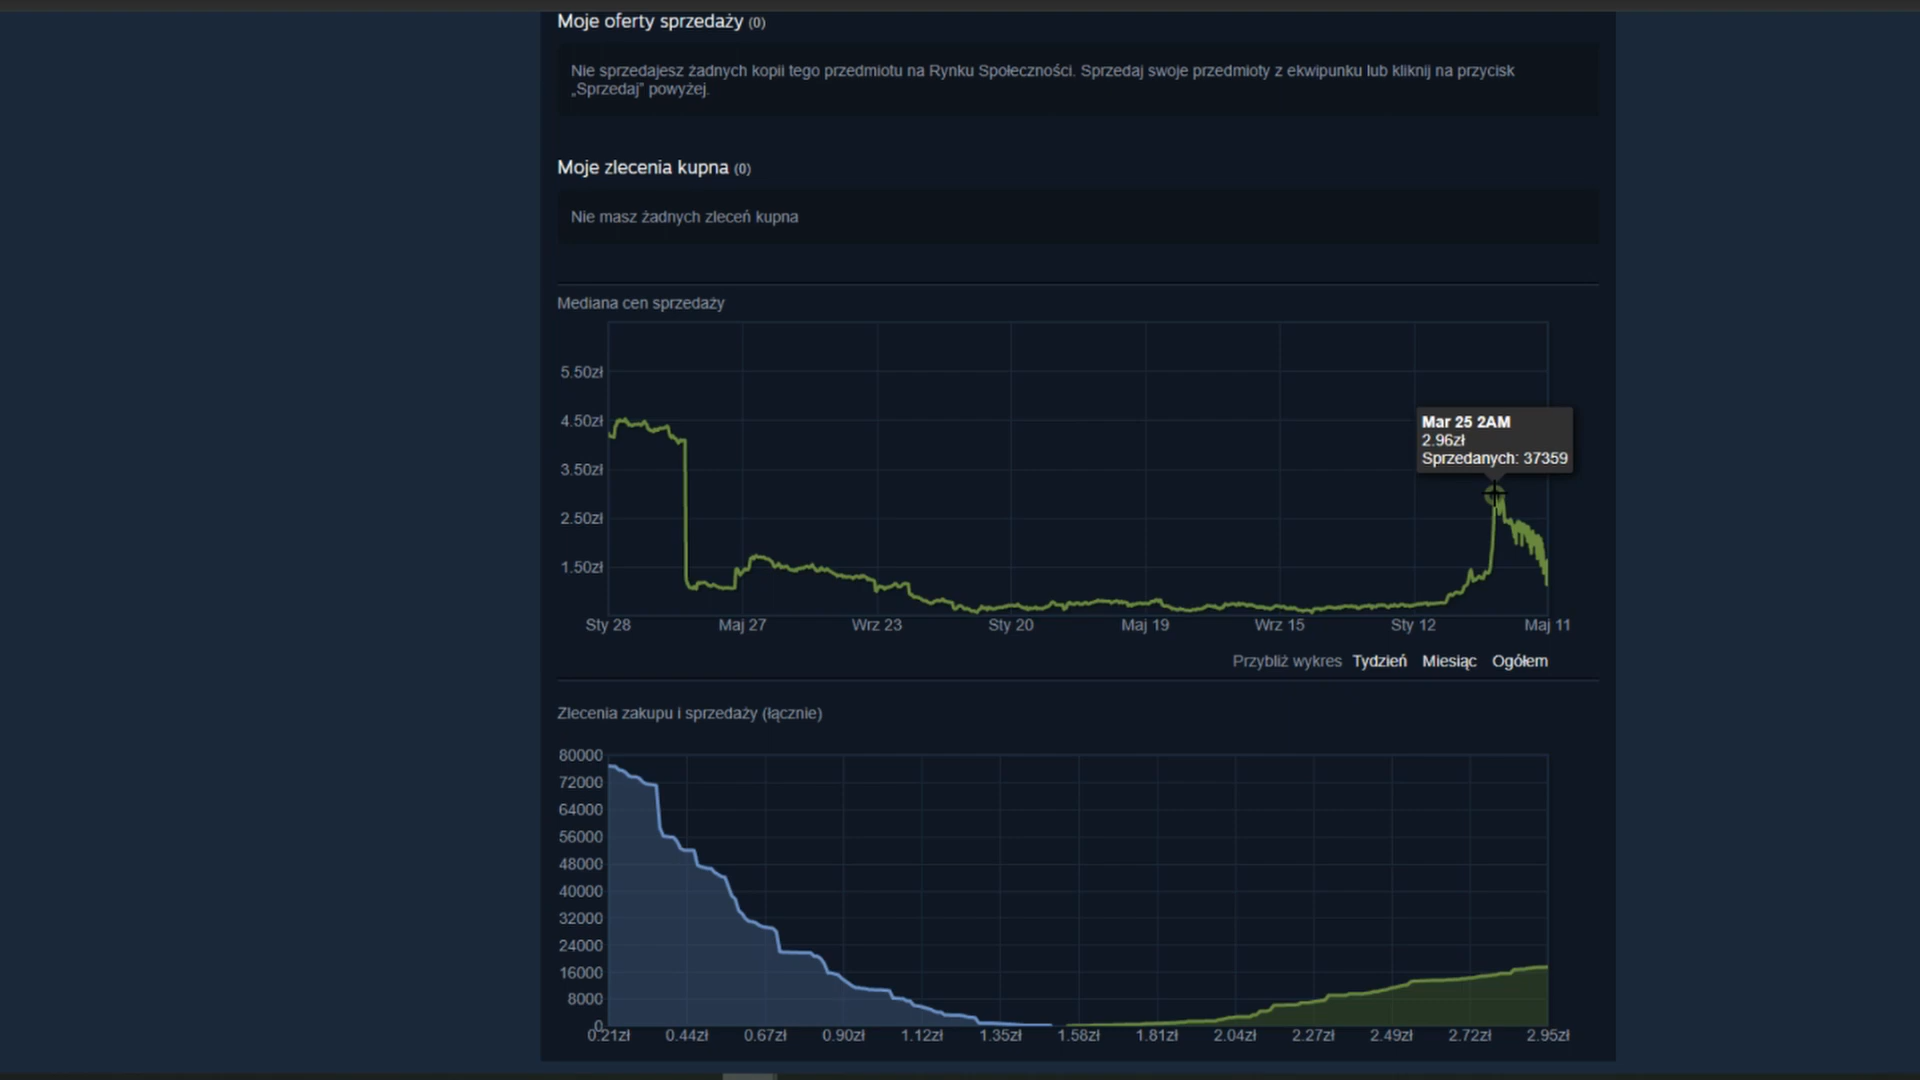 Moje oferty sprzedaży (0)
Nie sprzedajesz żadnych kopii tego przedmiotu na Rynku Społeczności. Sprzedaj swoje przedmioty z ekwipunku lub kliknij na przycisk
„Sprzedaj” powyżej.
Moje zlecenia kupna (0)
Nie masz żadnych zleceń kupna
Mediana cen sprzedaży
5.50zł
4.50zł
3.50zł
2.50zł
1.50zł
Mar 25 2AM
2.96zł
Sprzedanych: 37359
Sty 28 Maj 27 Wrz 23 Sty 20 Maj 19 Wrz 15 Sty 12 Maj 11
Przybliż wykres Tydzień Miesiąc Ogółem
Zlecenia zakupu i sprzedaży (łącznie)
80000
72000
64000
56000
48000
40000
32000
24000
16000
8000
0
0.21zł 0.44zł 0.67zł 0.90zł 1.12zł 1.35zł 1.58zł 1.81zł 2.04zł 2.27zł 2.49zł 2.72zł 2.95zł